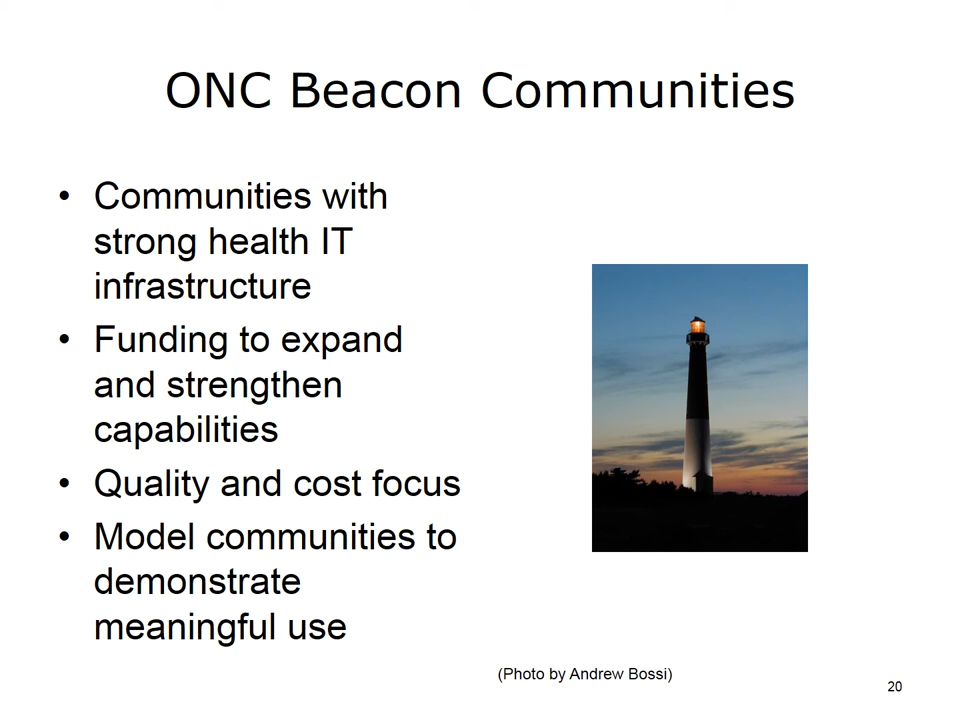 ONC Beacon Communities
• Communities with
strong health IT
infrastructure
• Funding to expand
and strengthen
capabilities
• Quality and cost focus
• Model communities to
demonstrate
meaningful use
(Photo by Andrew Bossi)
20